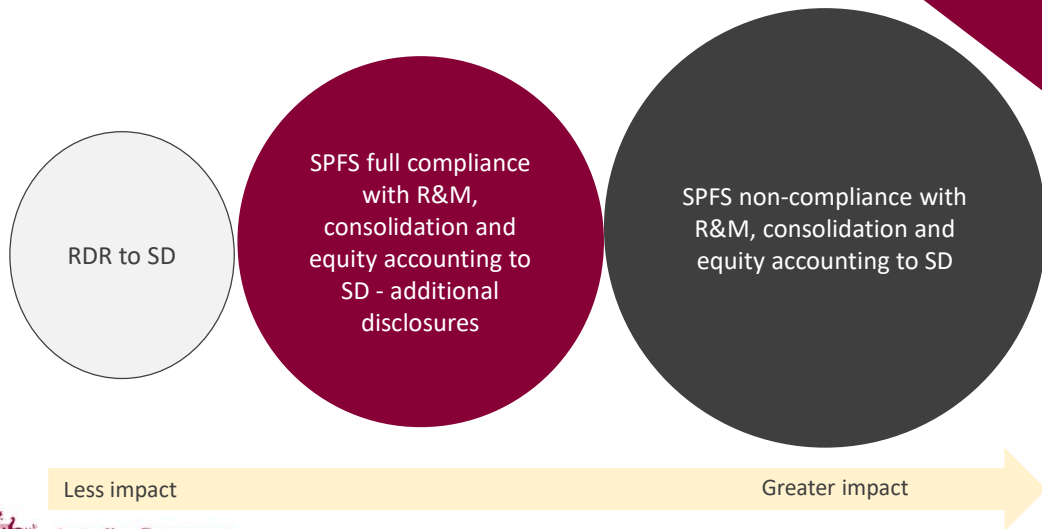 RDR to SD
SPFS full compliance
with R&M,
consolidation and
equity accounting to
SD - additional
disclosures
SPFS non-compliance with
R&M, consolidation and
equity accounting to SD
Less impact
Greater impact